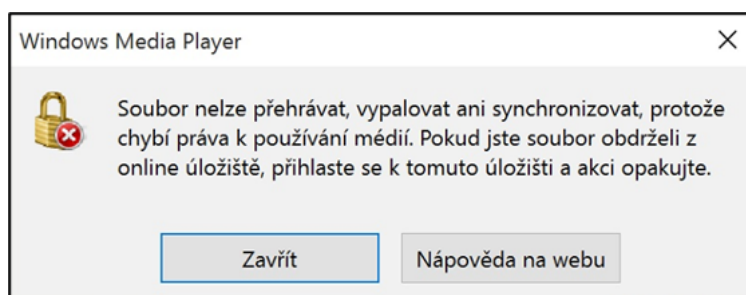 Windows Media Player
Soubor nelze přehrávat, vypalovat ani synchronizovat, protože
chybí práva k používání médií. Pokud jste soubor obdrželi z
online úložiště, přihlaste se k tomuto úložišti a akci opakujte.
Zavřít
Nápověda na webu